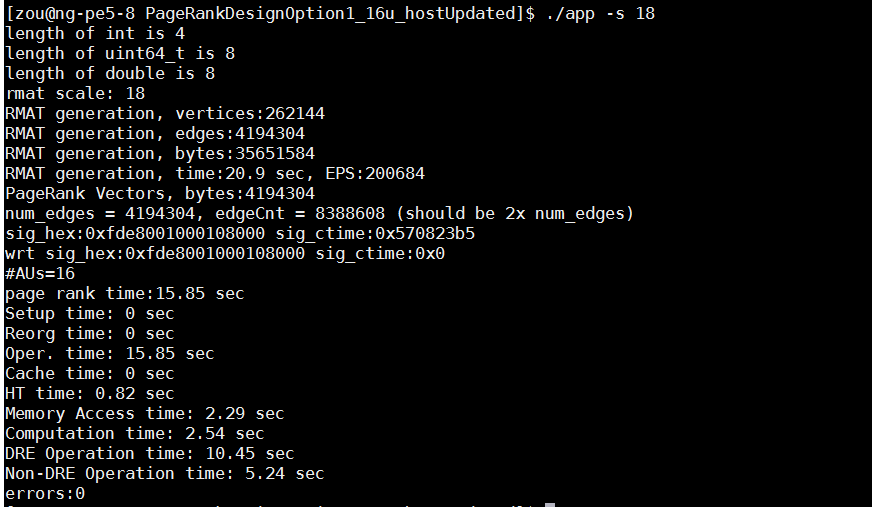 [zou@ng-pe5-8 PageRankDesignOption1_16u_hostUpdated]$ ./app -s 18
length of int is 4
length of uint64_t is 8
length of double is 8
rmat scale: 18
RMAT generation, vertices:262144
RMAT generation, edges:4194304
RMAT generation, bytes:35651584
RMAT generation, time:20.9 sec, EPS:200684
PageRank Vectors, bytes:4194304
num_edges = 4194304, edgeCnt = 8388608 (should be 2x num_edges)
sig_hex:0xfde8001000108000 sig_ctime:0x570823b5
wrt sig_hex:0xfde8001000108000 sig_ctime:0x0
#AUs=16
page rank time:15.85 sec
Setup time: 0 sec
Reorg time: 0 sec
Oper. time: 15.85 sec
Cache time: 0 sec
HT time: 0.82 sec
Memory Access time: 2.29 sec
Computation time: 2.54 sec
DRE Operation time: 10.45 sec
Non-DRE Operation time: 5.24 sec
errors:0